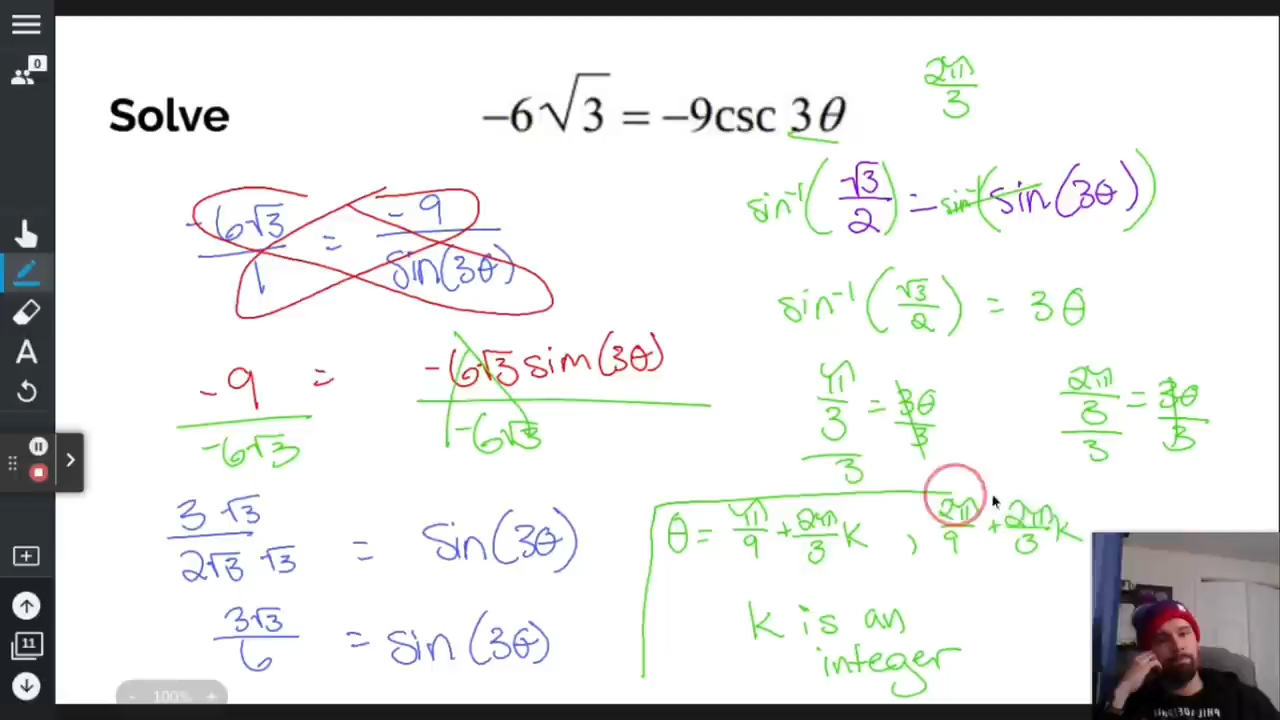 0
Solve
-6√3 = -9csc 3θ
2π/3
-6√3/1 = -9/sin(3θ)
-9/-6√3 = -6√3 sin(3θ)/-6√3
3 √3/2√3 √3 = sin(3θ)
3√3/6 = sin(3θ)
sin⁻¹(√3/2) = sin⁻¹(sin(3θ))
sin⁻¹(√3/2) = 3θ
π/3/3 = 3θ/3
2π/3/3 = 3θ/3
θ = π/9 + 2π/3 k , 2π/9 + 2π/3 k
k is an
integer
A
11
- 100% +